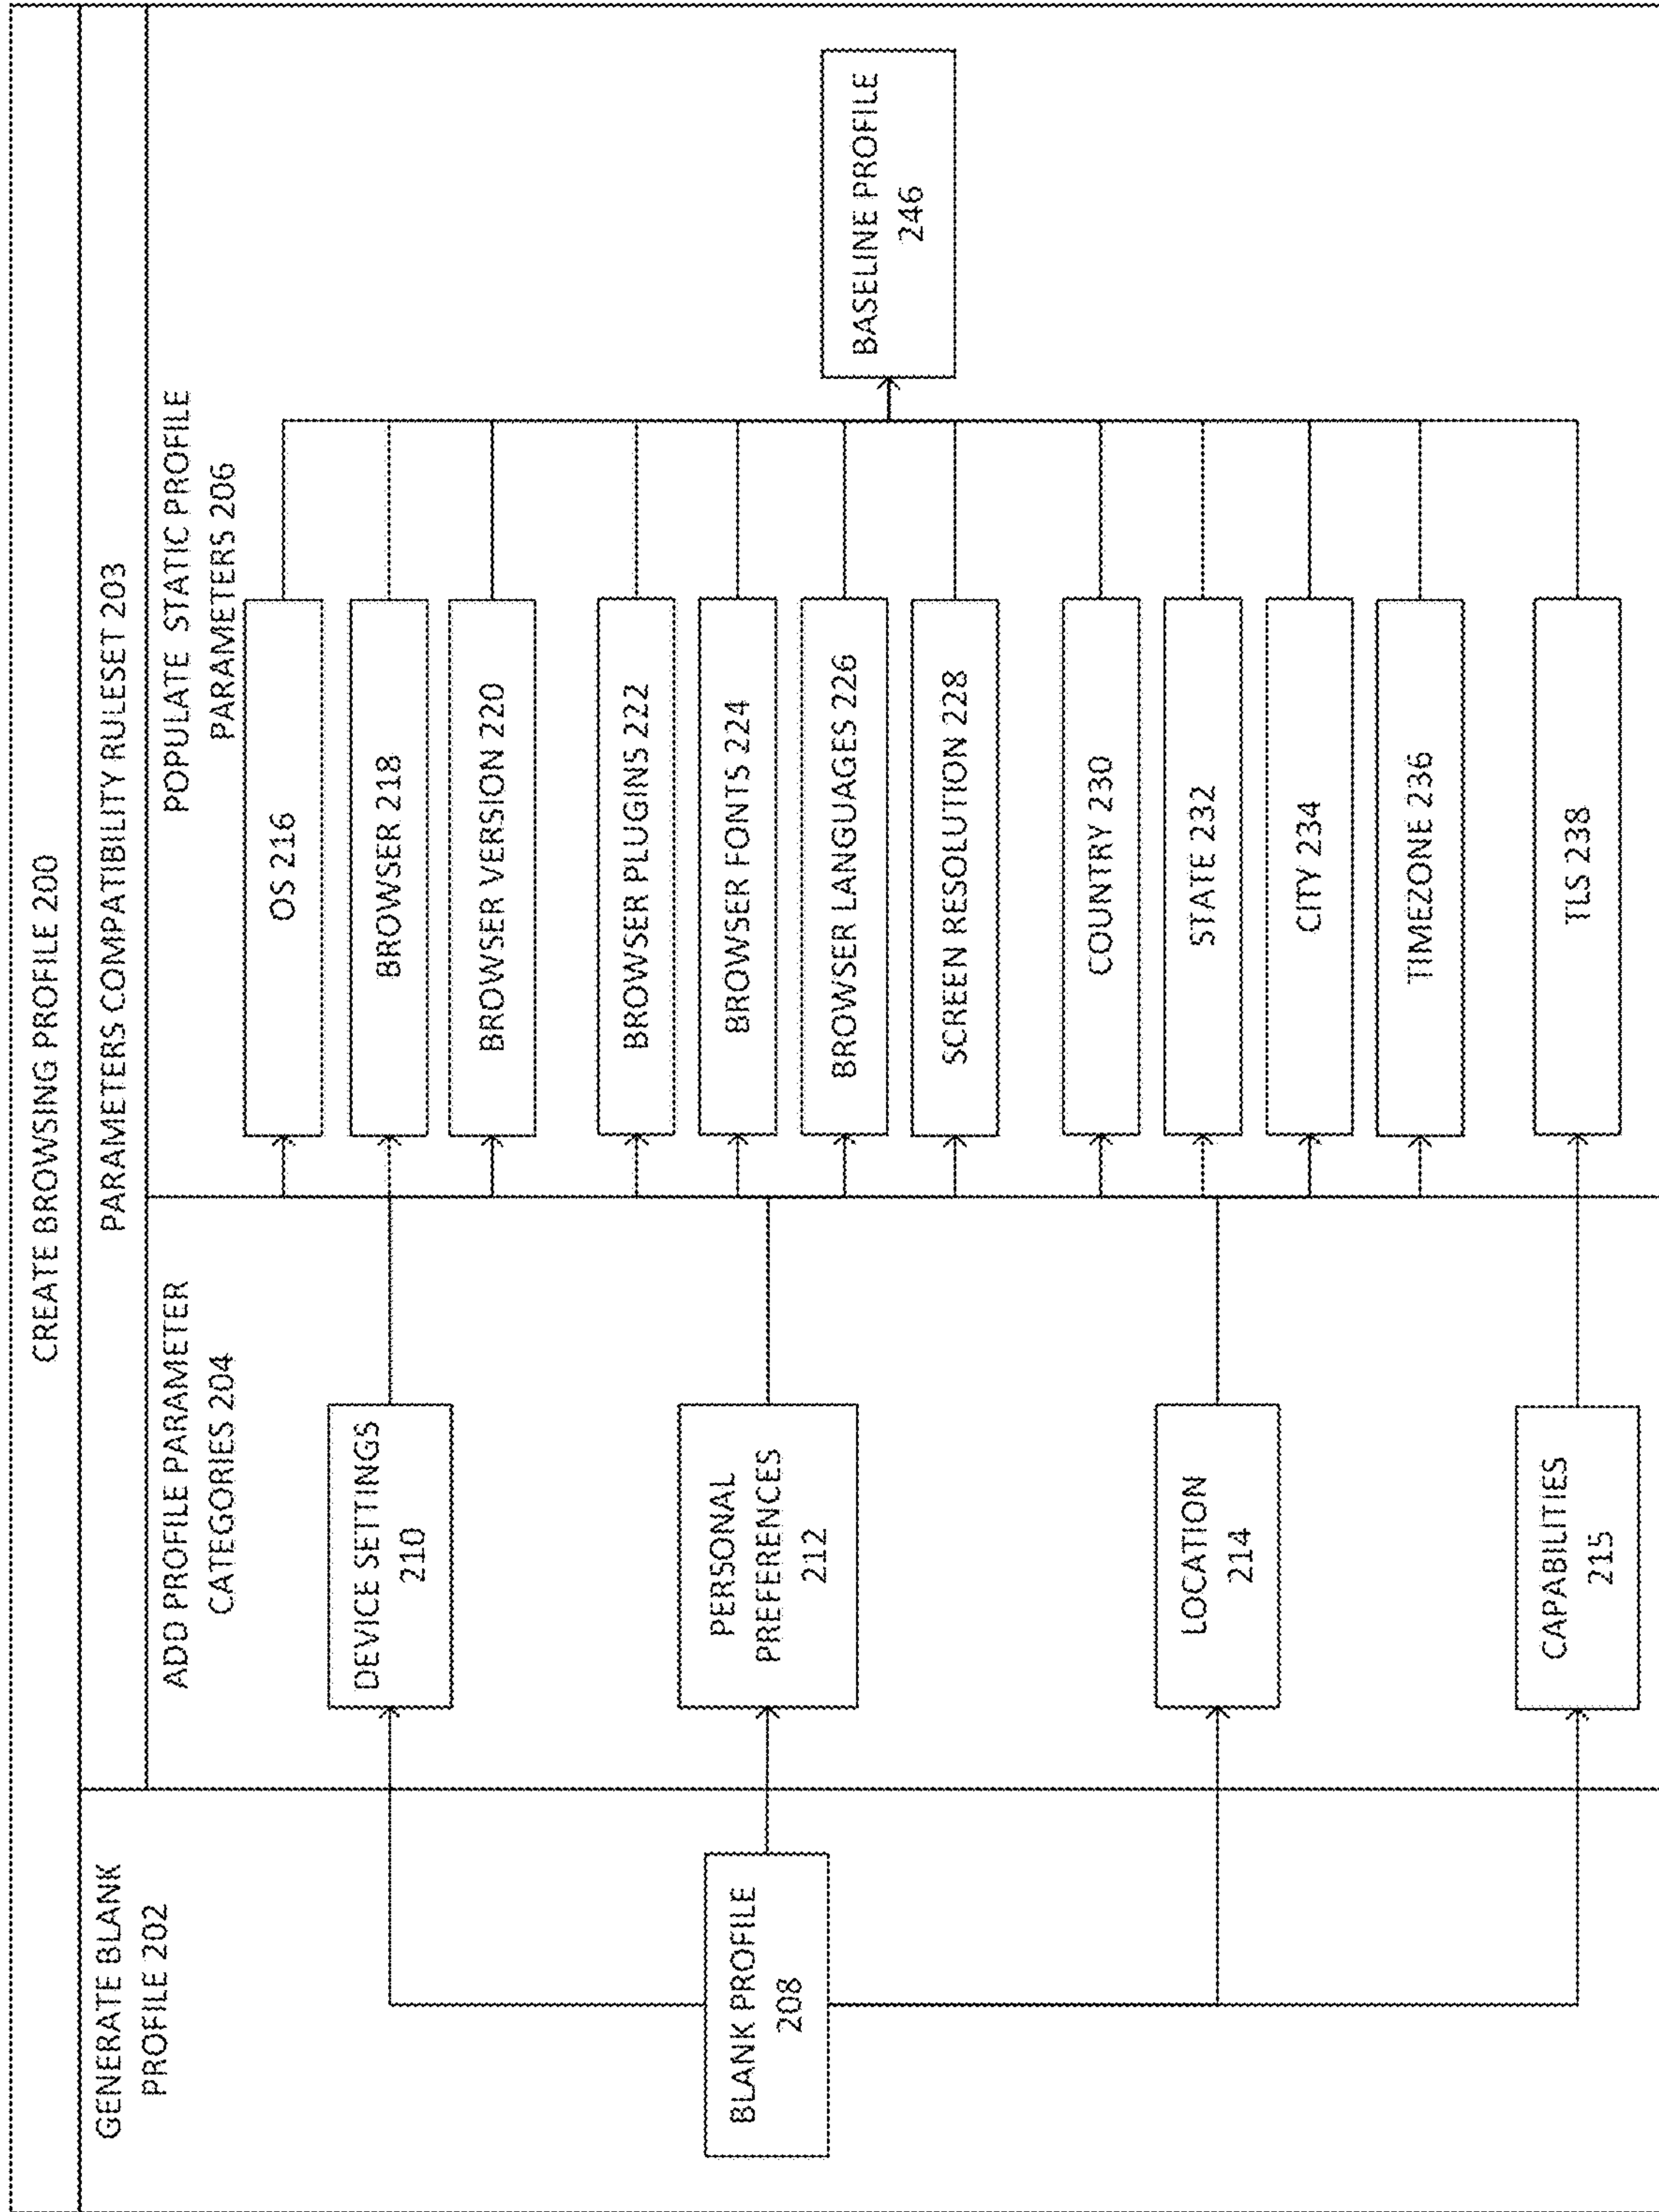 CREATE BROWSING PROFILE 200
GENERATE BLANK
PROFILE 202
PARAMETERS COMPATIBILITY RULESET 203
ADD PROFILE PARAMETER
CATEGORIES 204
POPULATE STATIC PROFILE
PARAMETERS 206
BLANK PROFILE
208
DEVICE SETTINGS
210
PERSONAL
PREFERENCES
212
LOCATION
214
CAPABILITIES
215
OS 216
BROWSER 218
BROWSER VERSION 220
BROWSER PLUGINS 222
BROWSER FONTS 224
BROWSER LANGUAGES 226
SCREEN RESOLUTION 228
COUNTRY 230
STATE 232
CITY 234
TIMEZONE 236
TLS 238
BASELINE PROFILE
246